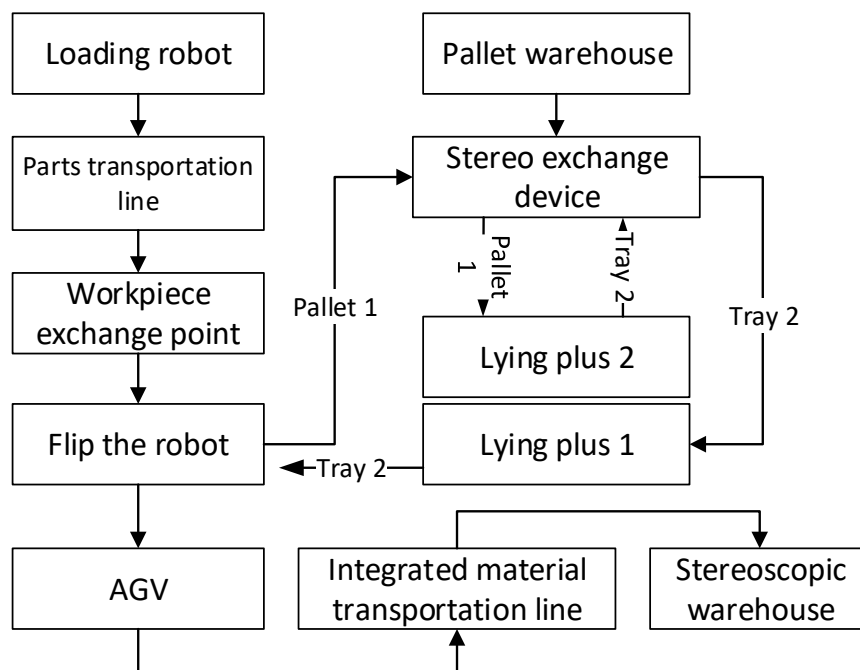 Loading robot
Pallet warehouse
Parts transportation
line
Stereo exchange
device
Workpiece
exchange point
Pallet 1
Pallet
1
Tray 2
Tray 2
Lying plus 2
Flip the robot
Lying plus 1
Tray 2
AGV
Integrated material
transportation line
Stereoscopic
warehouse